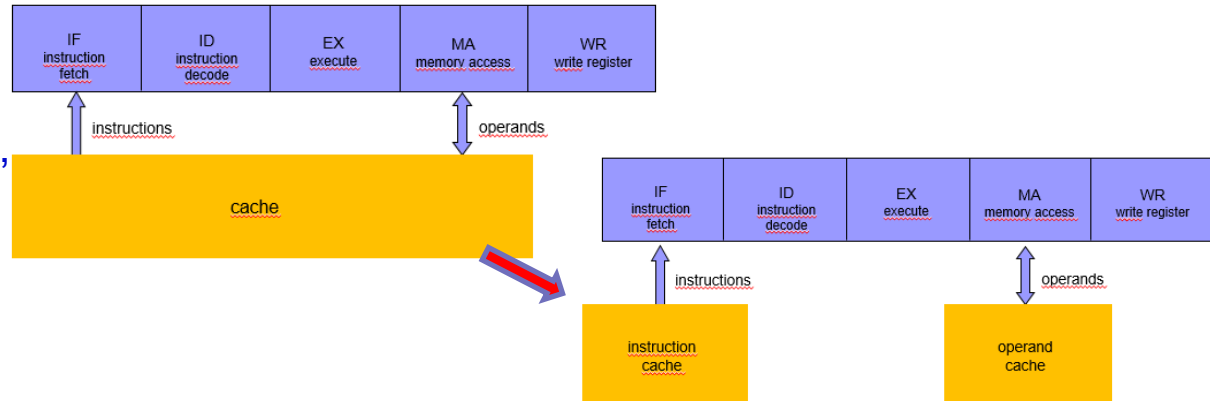 IF
instruction
fetch
ID
instruction
decode
EX
execute
MA
memory access
WR
write register
instructions
operands
,
cache
IF
instruction
fetch
ID
instruction
decode
EX
execute
MA
memory access
WR
write register
instructions
operands
instruction
cache
operand
cache